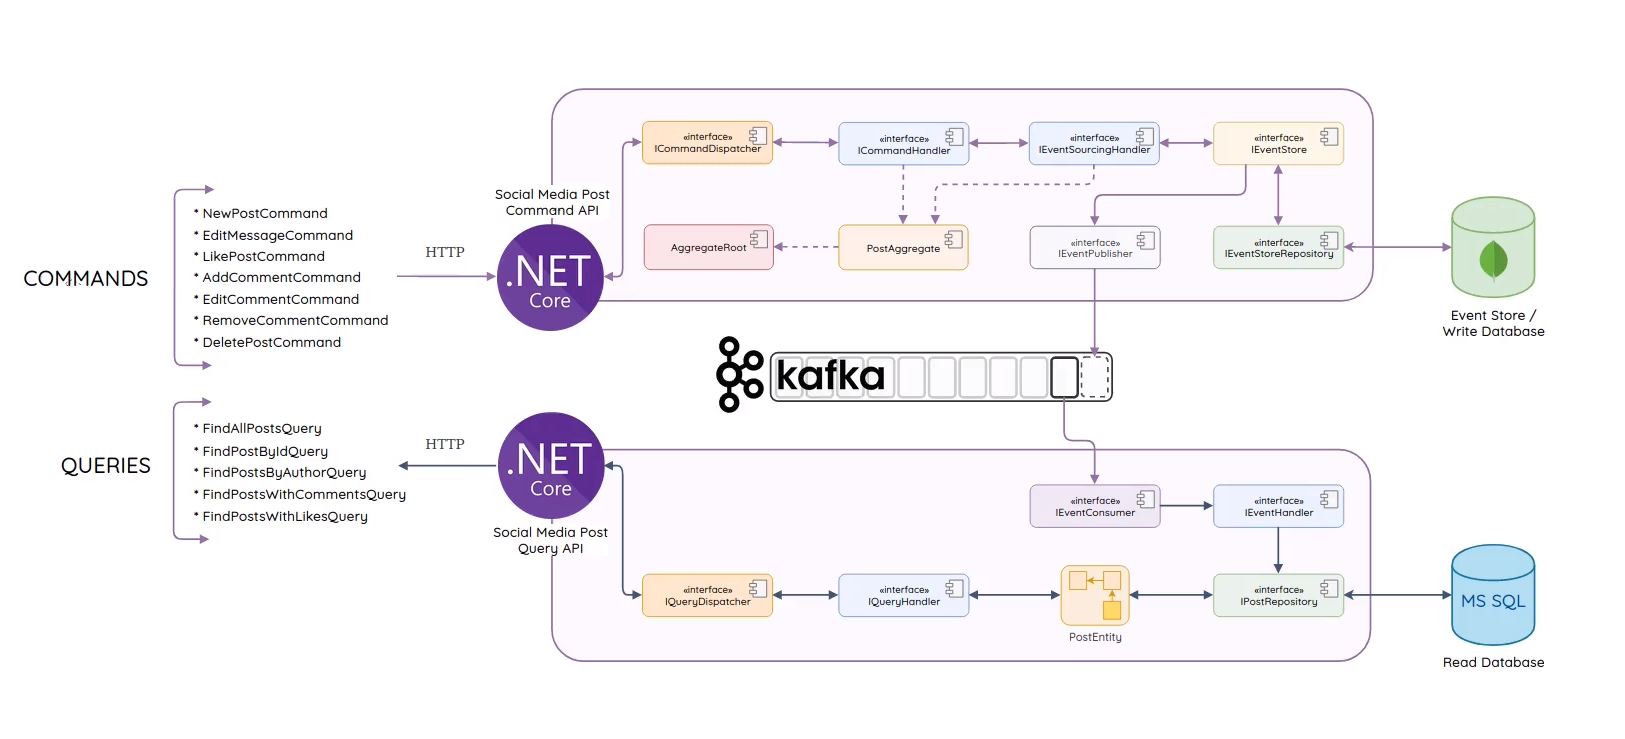 COMMANDS
* NewPostCommand
* EditMessageCommand
* LikePostCommand
* AddCommentCommand
* EditCommentCommand
* RemoveCommentCommand
* DeletePostCommand
HTTP
Social Media Post
Command API
.NET
Core
«interface»
ICommandDispatcher
«interface»
ICommandHandler
«interface»
IEventSourcingHandler
«interface»
IEventStore
AggregateRoot
PostAggregate
«interface»
IEventPublisher
«interface»
IEventStoreRepository
Event Store /
Write Database
kafka
QUERIES
* FindAllPostsQuery
* FindPostByIdQuery
* FindPostsByAuthorQuery
* FindPostsWithCommentsQuery
* FindPostsWithLikesQuery
HTTP
.NET
Core
Social Media Post
Query API
«interface»
IEventConsumer
«interface»
IEventHandler
«interface»
IQueryDispatcher
«interface»
IQueryHandler
PostEntity
«interface»
IPostRepository
MS SQL
Read Database